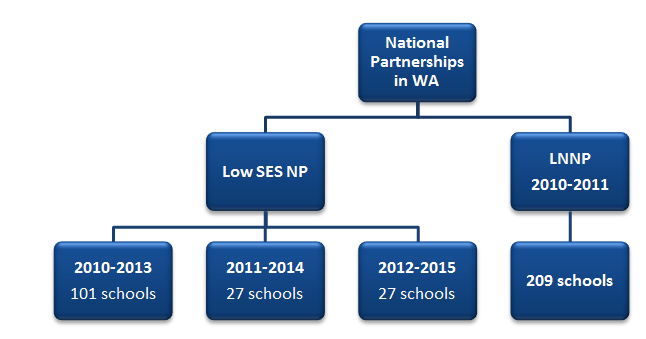 National
Partnerships
in WA
Low SES NP
LNNP
2010-2011
2010-2013
101 schools
2011-2014
27 schools
2012-2015
27 schools
209 schools